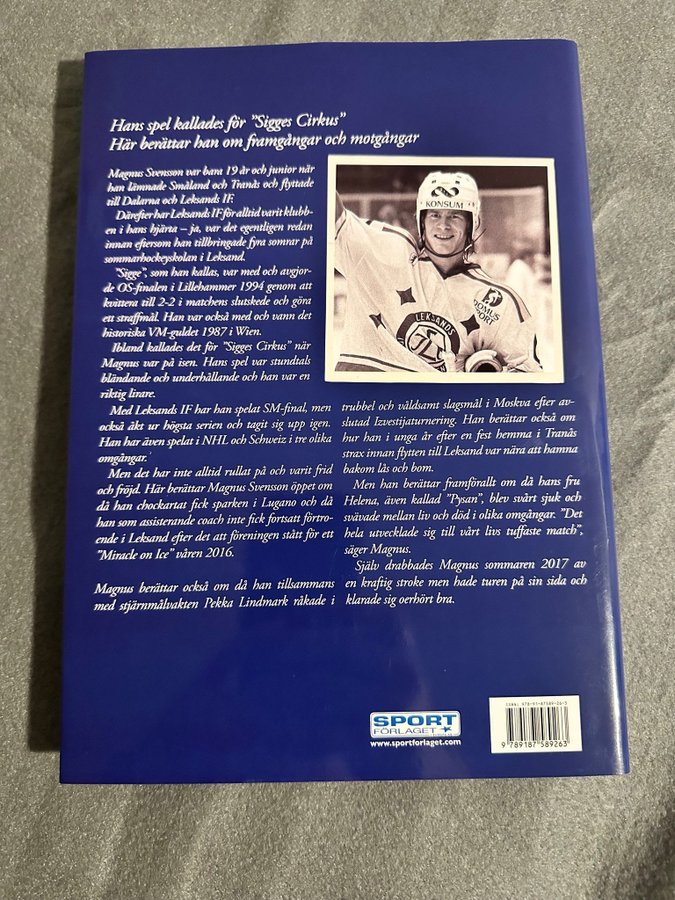 Hans spel kallades för "Sigges Cirkus"
Här berättar han om framgångar och motgångar
Magnus Svensson var bara 19 år och junior när
han lämnade Småland och Tranås och flyttade
till Dalarna och Leksands IF.
Därefter har Leksands IF för alltid varit klubb-
en i hans hjärta – ja, var det egentligen redan
innan eftersom han tillbringade fyra somrar på
sommarhockeyskolan i Leksand.
"Sigge", som han kallas, var med och avgjor-
de OS-finalen i Lillehammer 1994 genom att
kvittera till 2-2 i matchens slutskede och göra
ett straffmål. Han var också med och vann det
historiska VM-guldet 1987 i Wien.
Ibland kallades det för "Sigges Cirkus" när
Magnus var på isen. Hans spel var stundtals
bländande och underhållande och han var en
riktig lirare.
Med Leksands IF har han spelat SM-final, men
också åkt ur högsta serien och tagit sig upp igen.
Han har även spelat i NHL och Schweiz i tre olika
omgångar.
Men det har inte alltid rullat på och varit frid
och fröjd. Här berättar Magnus Svensson öppet om
då han chockartat fick sparken i Lugano och då
han som assisterande coach inte fick fortsatt förtro-
ende i Leksand efter det att föreningen stått för ett
"Miracle on Ice" våren 2016.
Magnus berättar också om då han tillsammans
med stjärnmålvakten Pekka Lindmark råkade i
trubbel och våldsamt slagsmål i Moskva efter av-
slutad Izvestijaturnering. Han berättar också om
hur han i unga år efter en fest hemma i Tranås
strax innan flytten till Leksand var nära att hamna
bakom lås och bom.
Men han berättar framförallt om då hans fru
Helena, även kallad "Pysan", blev svårt sjuk och
svävade mellan liv och död i olika omgångar. "Det
hela utvecklade sig till vårt livs tuffaste match",
säger Magnus.
Själv drabbades Magnus sommaren 2017 av
en kraftig stroke men hade turen på sin sida och
klarade sig oerhört bra.
KONSUM
DOMUS
SPORT
LEKSANDS
SPORT
FÖRLAGET
www.sportforlaget.com
ISBN: 978-91-87589-26-3
9 789187 589263